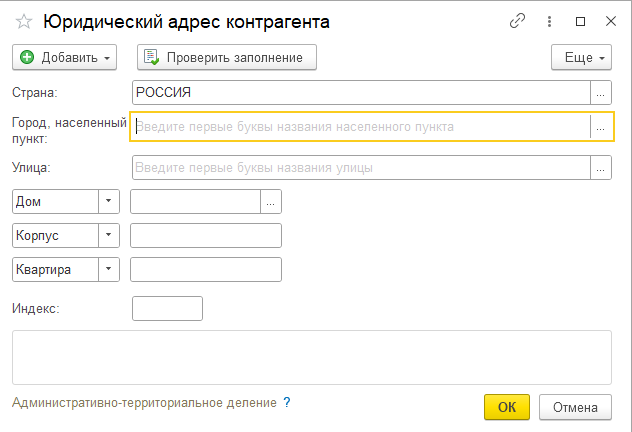 Юридический адрес контрагента
Добавить
Проверить заполнение
Еще
Страна:
РОССИЯ
...
Город, населенный
пункт:
Введите первые буквы названия населенного пункта
...
Улица:
Введите первые буквы названия улицы
...
Дом
...
Корпус
Квартира
Индекс:
Административно-территориальное деление ?
ОК
Отмена